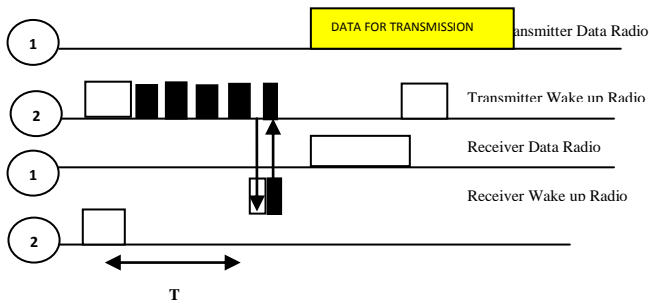 1
DATA FOR TRANSMISSION
ansmitter Data Radio
2
Transmitter Wake up Radio
1
Receiver Data Radio
Receiver Wake up Radio
2
T